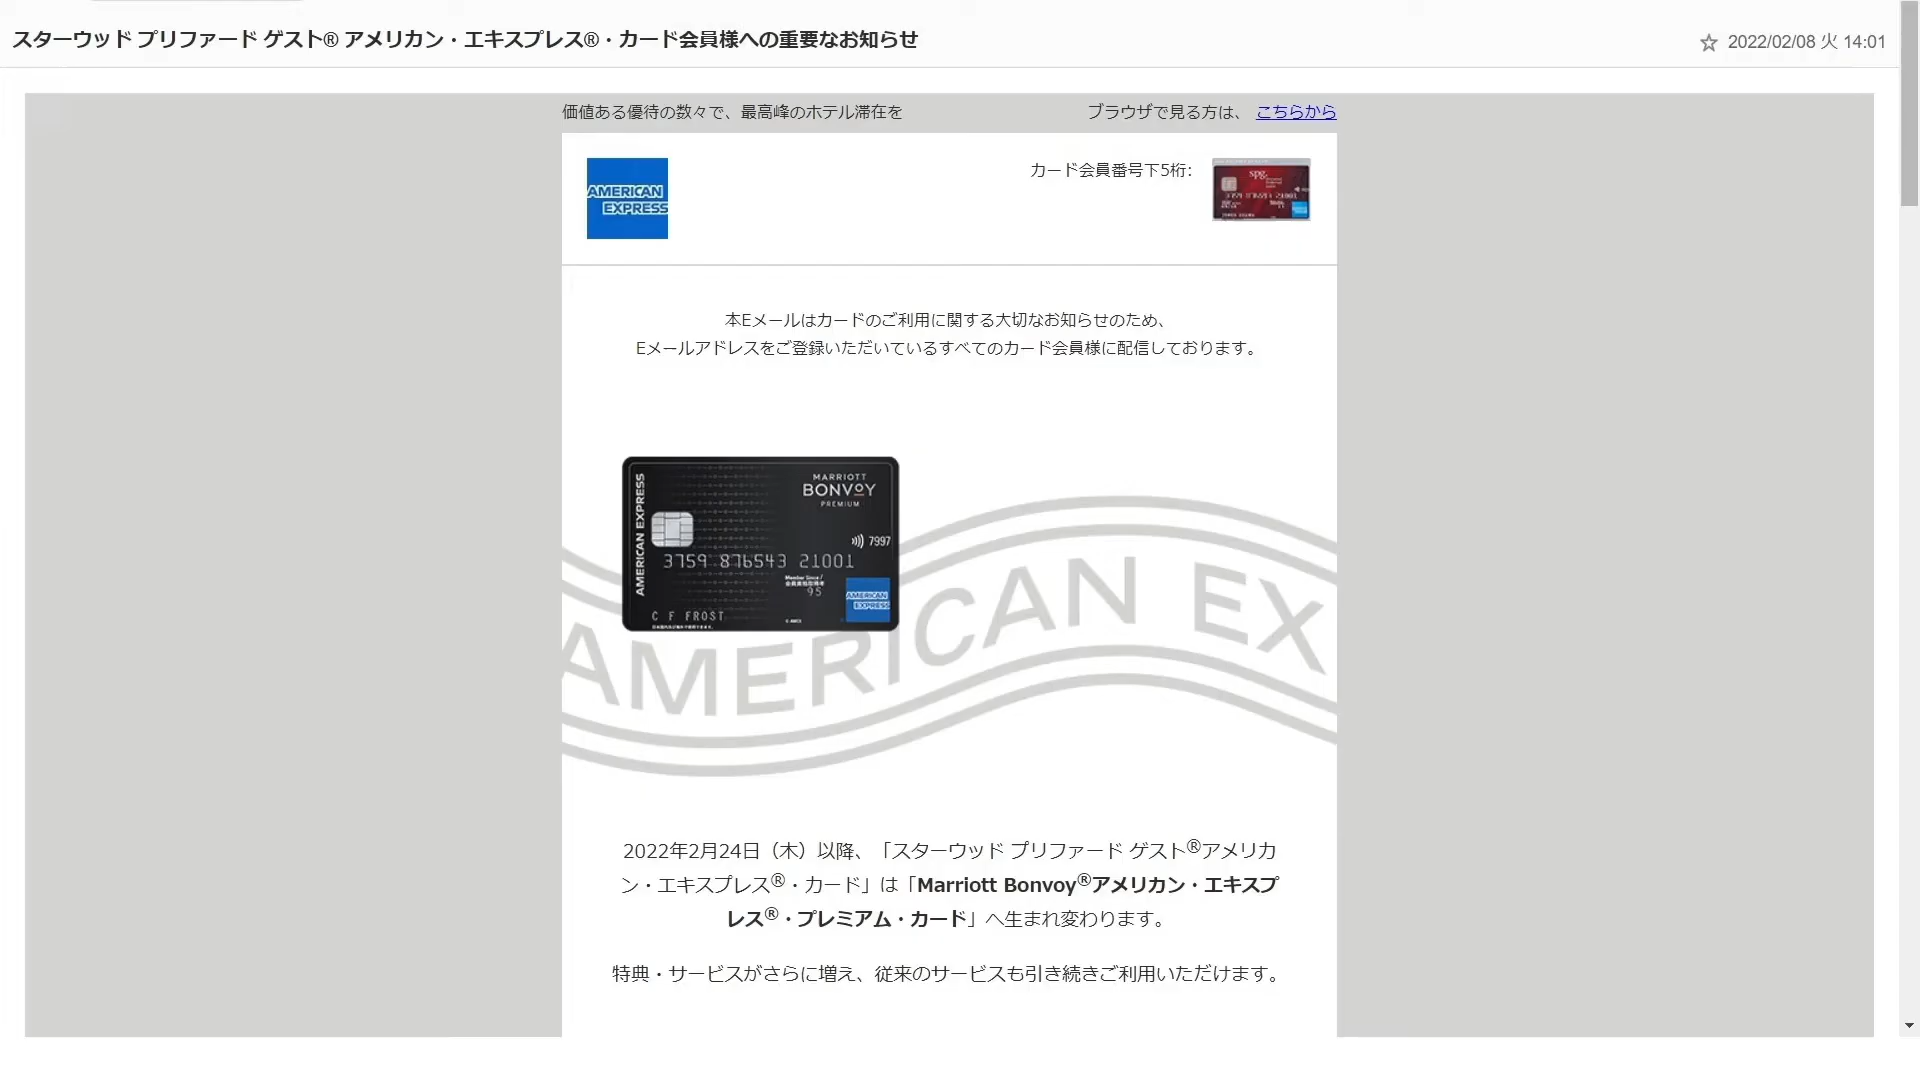 スターウッド プリファード ゲスト® アメリカン・エキスプレス®・カード会員様への重要なお知らせ
2022/02/08 火 14:01
価値ある優待の数々で、最高峰のホテル滞在を
ブラウザで見る方は、 こちらから
AMERICAN
EXPRESS
カード会員番号下5桁:
spg.
3759 876543 21001
本Eメールはカードのご利用に関する大切なお知らせのため、
Eメールアドレスをご登録いただいているすべてのカード会員様に配信しております。
AMERICAN EXPRESS
MARRIOTT
BONVOY
PREMIUM
7997
3759 876543 21001
Member Since /
95
AMERICAN
EXPRESS
C F FROST
AMERICAN EX
2022年2月24日（木）以降、「スターウッド プリファード ゲスト®アメリカ
ン・エキスプレス®・カード」は「Marriott Bonvoy®アメリカン・エキスプ
レス®・プレミアム・カード」へ生まれ変わります。
特典・サービスがさらに増え、従来のサービスも引き続きご利用いただけます。